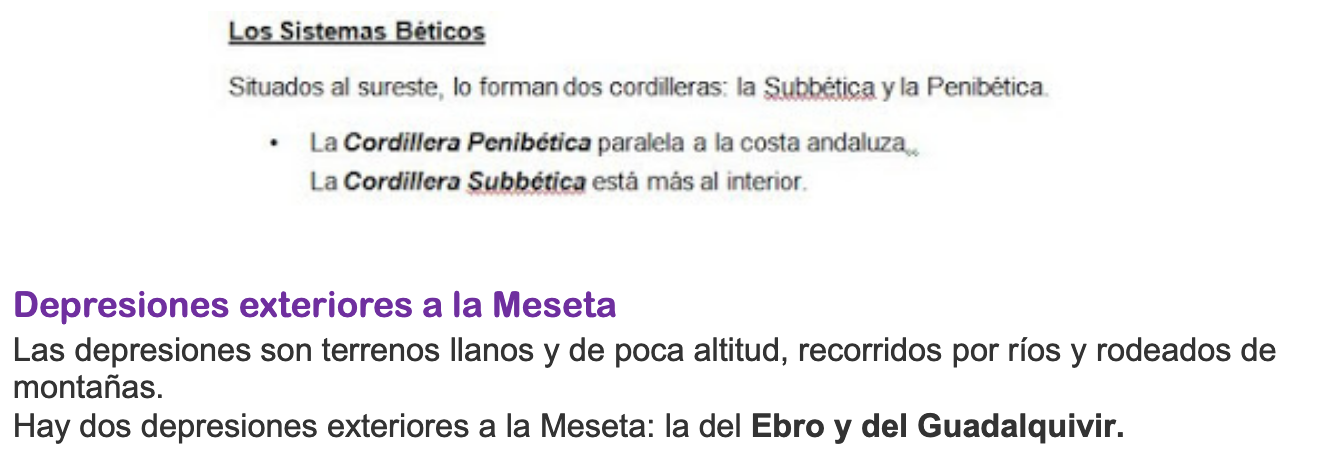 Los Sistemas Béticos
Situados al sureste, lo forman dos cordilleras: la Subbética y la Penibética.
• La Cordillera Penibética paralela a la costa andaluza,
La Cordillera Subbética está más al interior.
Depresiones exteriores a la Meseta
Las depresiones son terrenos llanos y de poca altitud, recorridos por ríos y rodeados de
montañas.
Hay dos depresiones exteriores a la Meseta: la del Ebro y del Guadalquivir.